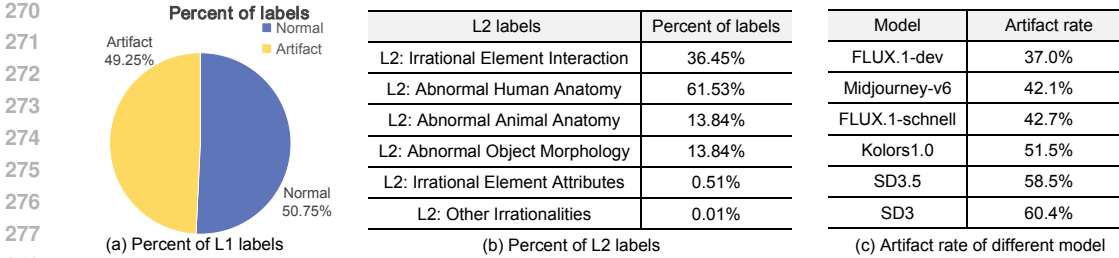 270
271
272
273
274
275
276
277
Percent of labels
Normal
Artifact
Artifact
49.25%
Normal
50.75%
(a) Percent of L1 labels
L2 labels Percent of labels
L2: Irrational Element Interaction 36.45%
L2: Abnormal Human Anatomy 61.53%
L2: Abnormal Animal Anatomy 13.84%
L2: Abnormal Object Morphology 13.84%
L2: Irrational Element Attributes 0.51%
L2: Other Irrationalities 0.01%
(b) Percent of L2 labels
Model Artifact rate
FLUX.1-dev 37.0%
Midjourney-v6 42.1%
FLUX.1-schnell 42.7%
Kolors1.0 51.5%
SD3.5 58.5%
SD3 60.4%
(c) Artifact rate of different model